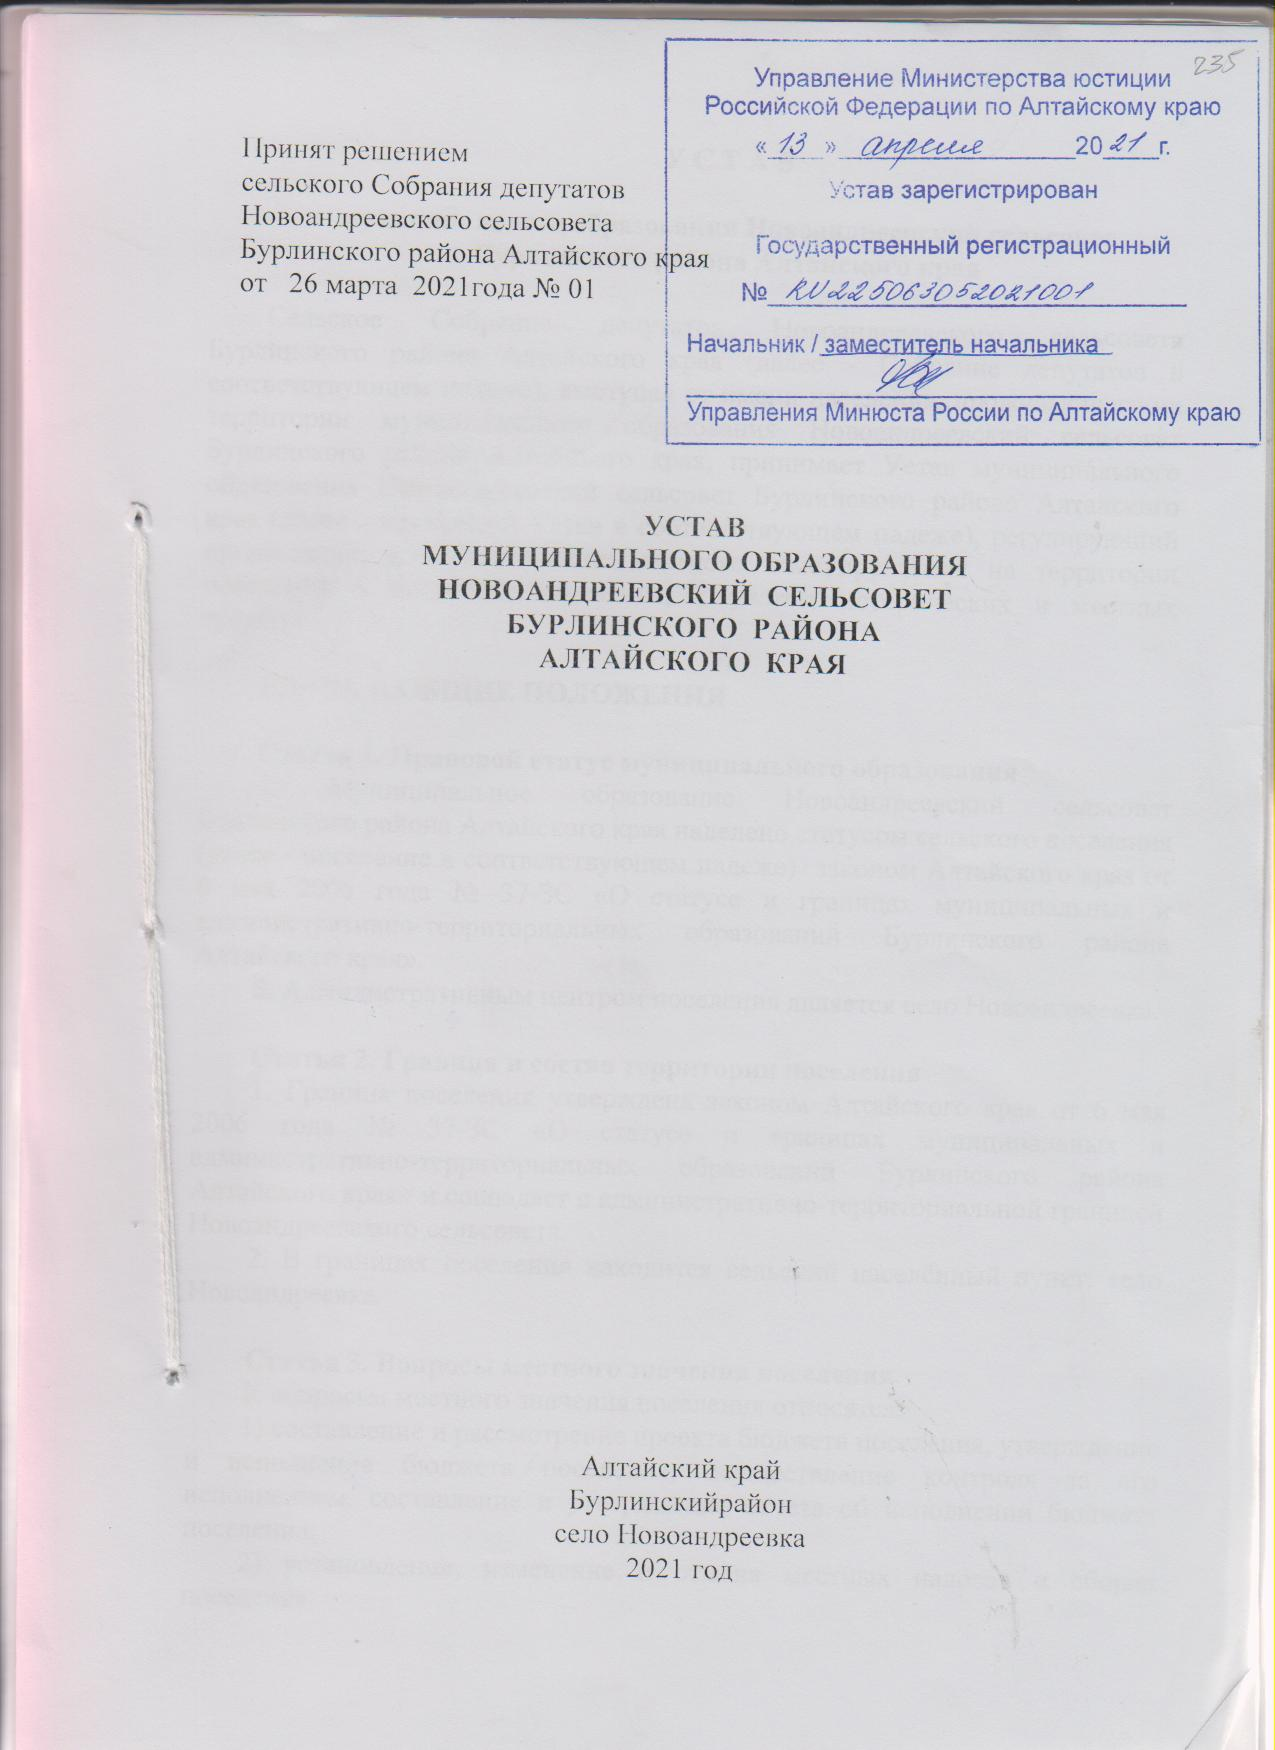 235
Управление Министерства юстиции
Российской Федерации по Алтайскому краю
« 13 » апреля 20 21 г.
Устав зарегистрирован
Государственный регистрационный
№ RU225063052021001
Начальник / заместитель начальника
Управления Минюста России по Алтайскому краю
Принят решением
сельского Собрания депутатов
Новоандреевского сельсовета
Бурлинского района Алтайского края
от 26 марта 2021года № 01
УСТАВ
МУНИЦИПАЛЬНОГО ОБРАЗОВАНИЯ
НОВОАНДРЕЕВСКИЙ СЕЛЬСОВЕТ
БУРЛИНСКОГО РАЙОНА
АЛТАЙСКОГО КРАЯ
Алтайский край
Бурлинскийрайон
село Новоандреевка
2021 год